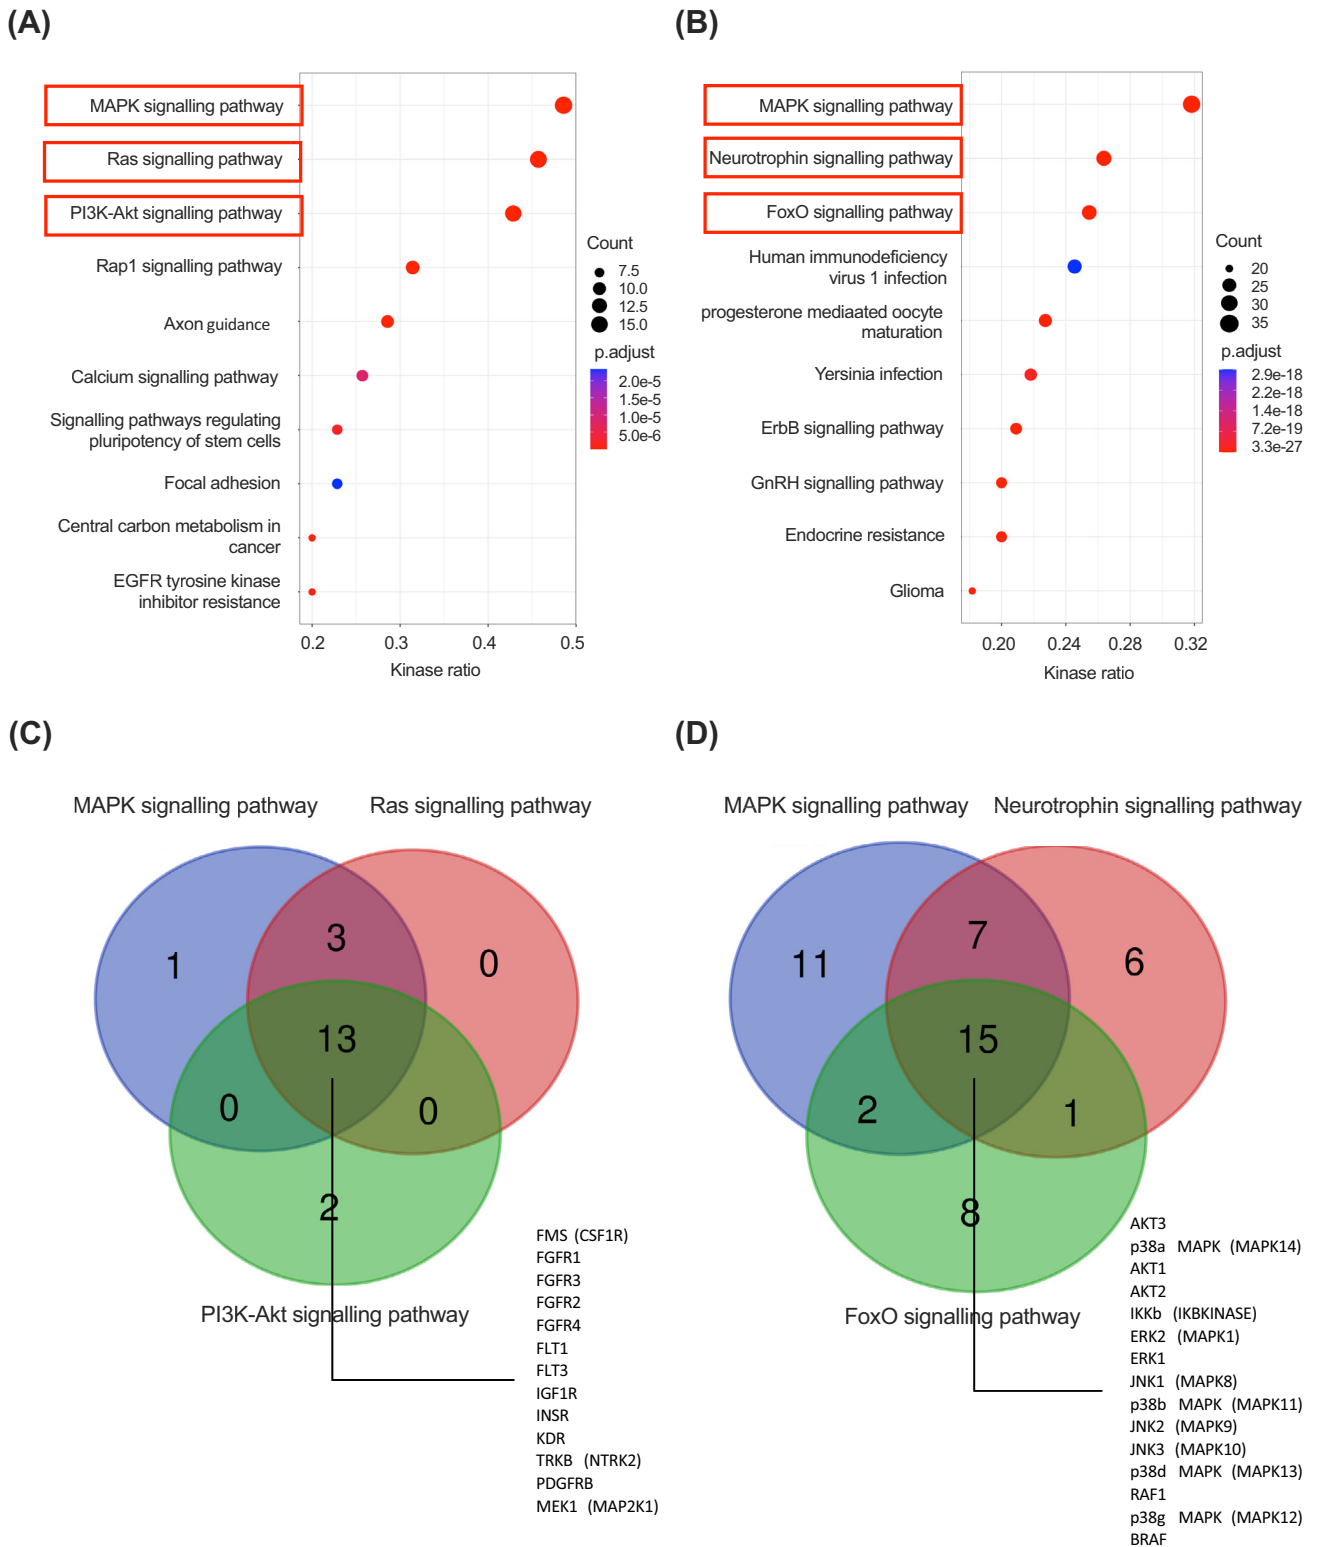 (A)
MAPK signalling pathway
Ras signalling pathway
PI3K-Akt signalling pathway
Rap1 signalling pathway
Axon guidance
Calcium signalling pathway
Signalling pathways regulating
pluripotency of stem cells
Focal adhesion
Central carbon metabolism in
cancer
EGFR tyrosine kinase
inhibitor resistance
0.2 0.3 0.4 0.5
Kinase ratio
Count
7.5
10.0
12.5
15.0
p.adjust
2.0e-5
1.5e-5
1.0e-5
5.0e-6
(B)
MAPK signalling pathway
Neurotrophin signalling pathway
FoxO signalling pathway
Human immunodeficiency
virus 1 infection
progesterone mediaated oocyte
maturation
Yersinia infection
ErbB signalling pathway
GnRH signalling pathway
Endocrine resistance
Glioma
0.20 0.24 0.28 0.32
Kinase ratio
Count
20
25
30
35
p.adjust
2.9e-18
2.2e-18
1.4e-18
7.2e-19
3.3e-27
(C)
MAPK signalling pathway Ras signalling pathway
3
1 0
13
0 0
2
PI3K-Akt signalling pathway
FMS (CSF1R)
FGFR1
FGFR3
FGFR2
FGFR4
FLT1
FLT3
IGF1R
INSR
KDR
TRKB (NTRK2)
PDGFRB
MEK1 (MAP2K1)
(D)
MAPK signalling pathway Neurotrophin signalling pathway
7
11 6
15
2 1
8
FoxO signalling pathway
AKT3
p38a MAPK (MAPK14)
AKT1
AKT2
IKKb (IKBKINASE)
ERK2 (MAPK1)
ERK1
JNK1 (MAPK8)
p38b MAPK (MAPK11)
JNK2 (MAPK9)
JNK3 (MAPK10)
p38d MAPK (MAPK13)
RAF1
p38g MAPK (MAPK12)
BRAF